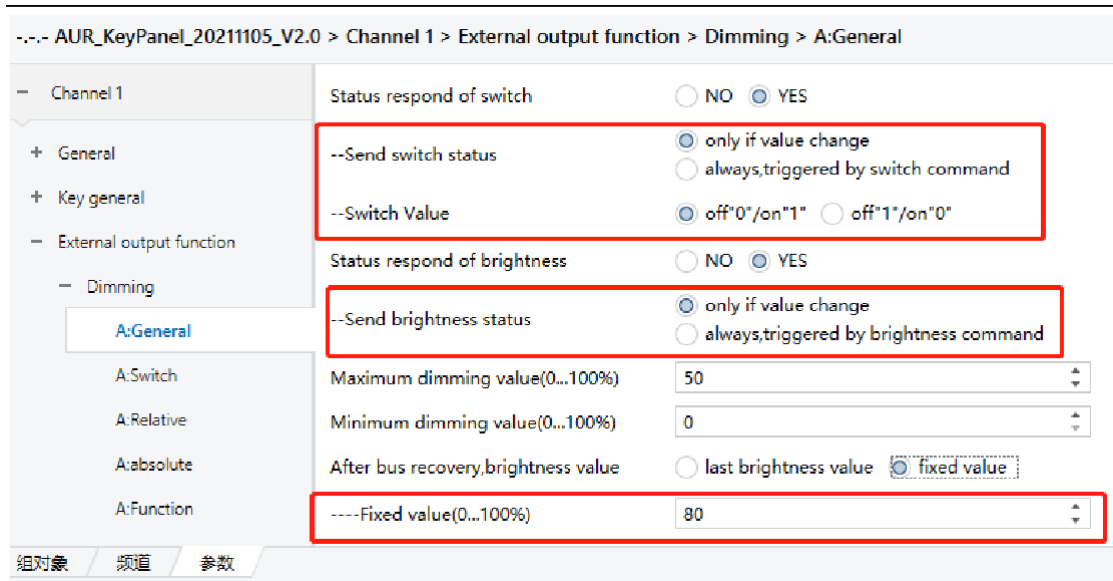 -.-.- AUR_KeyPanel_20211105_V2.0 > Channel 1 > External output function > Dimming > A:General
Channel 1
General
Key general
External output function
Dimming
A:General
A:Switch
A:Relative
A:absolute
A:Function
Status respond of switch NO YES
--Send switch status only if value change
always,triggered by switch command
--Switch Value off"0"/on"1" off"1"/on"0"
Status respond of brightness NO YES
--Send brightness status only if value change
always,triggered by brightness command
Maximum dimming value(0...100%) 50
Minimum dimming value(0...100%) 0
After bus recovery,brightness value last brightness value fixed value
----Fixed value(0...100%) 80
组对象 频道 参数